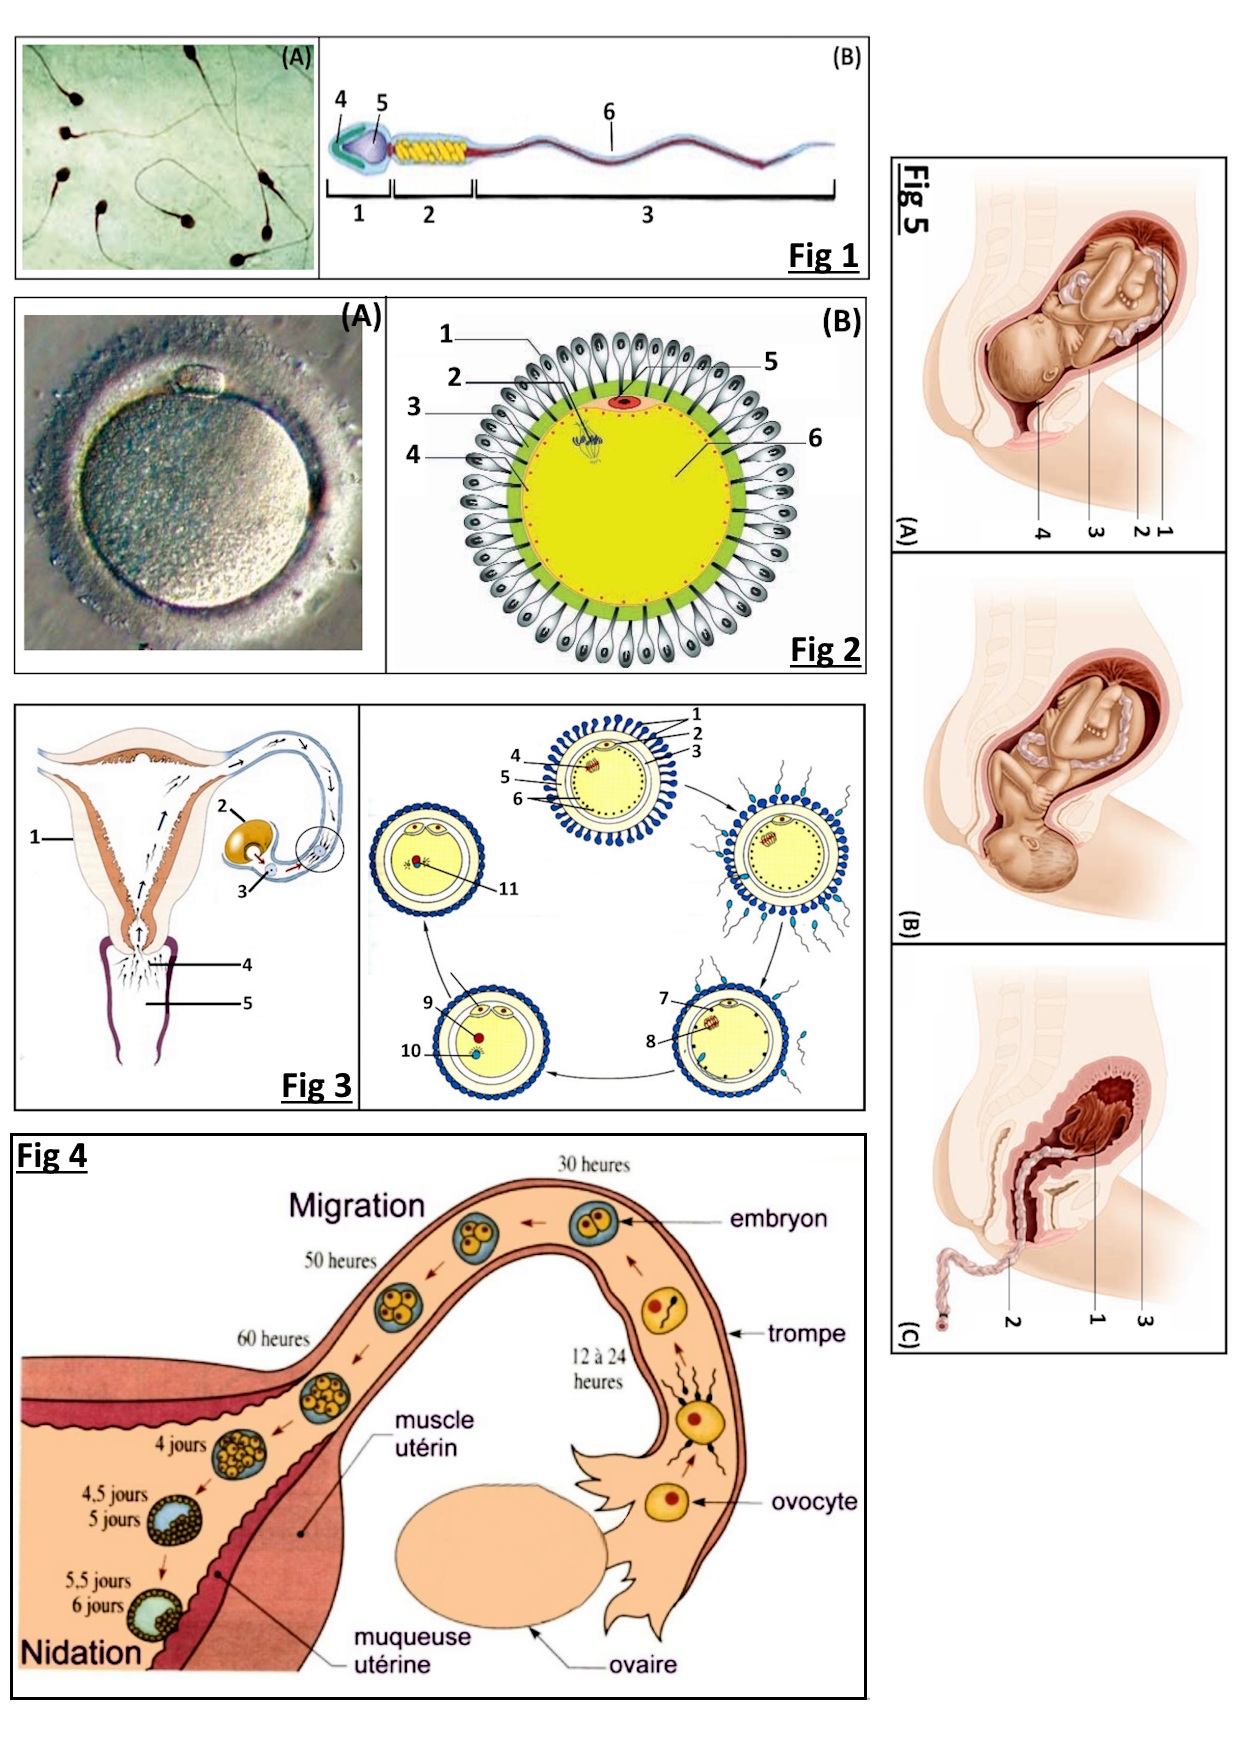 (A)
(B)
4
5
6
1
2
3
Fig 1
(A)
(B)
1
2
3
4
5
6
Fig 2
1
2
3
4
5
Fig 3
1
2
3
4
5
6
7
8
9
10
11
Fig 4
30 heures
Migration
embryon
50 heures
60 heures
trompe
12 à 24
heures
muscle
utérin
4 jours
4,5 jours
5 jours
ovocyte
5,5 jours
6 jours
Nidation
muqueuse
utérine
ovaire
Fig 5
1
2
3
4
(A)
(B)
3
1
2
(C)